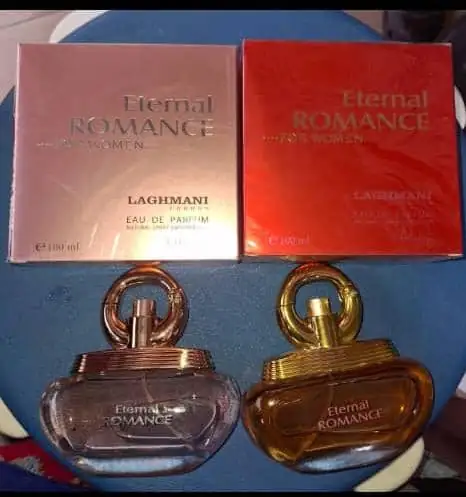 Eternal
ROMANCE
FOR WOMEN
LAGHMANI
LONDON
EAU DE PARFUM
e 100 ml
Eternal
ROMANCE
FOR WOMEN
LAGHMANI
e 100 ml
Eternal
ROMANCE
Eternal
ROMANCE